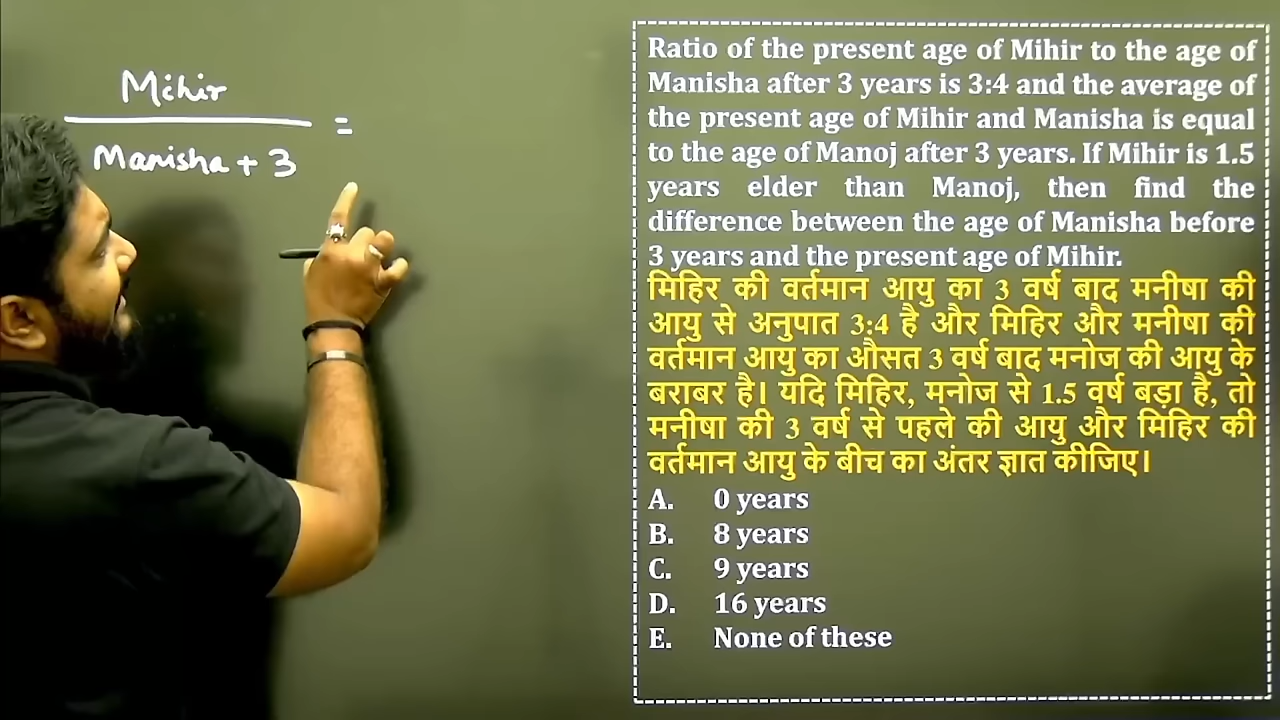 Mihir
Manisha + 3
=
Ratio of the present age of Mihir to the age of
Manisha after 3 years is 3:4 and the average of
the present age of Mihir and Manisha is equal
to the age of Manoj after 3 years. If Mihir is 1.5
years elder than Manoj, then find the
difference between the age of Manisha before
3 years and the present age of Mihir.
मिहिर की वर्तमान आयु का 3 वर्ष बाद मनीषा की
आयु से अनुपात 3:4 है और मिहिर और मनीषा की
वर्तमान आयु का औसत 3 वर्ष बाद मनोज की आयु के
बराबर है। यदि मिहिर, मनोज से 1.5 वर्ष बड़ा है, तो
मनीषा की 3 वर्ष से पहले की आयु और मिहिर की
वर्तमान आयु के बीच का अंतर ज्ञात कीजिए।
A. 0 years
B. 8 years
C. 9 years
D. 16 years
E. None of these